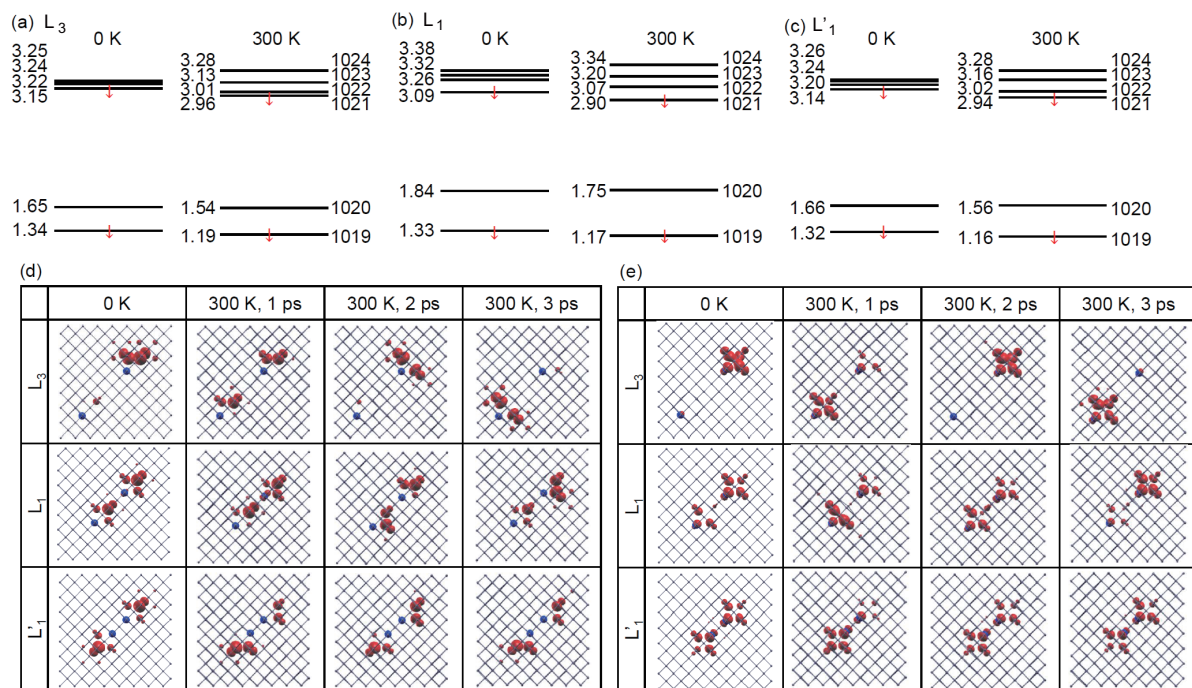 (a) L3
0 K 300 K
3.25
3.24
3.22
3.15
3.28 1024
3.13 1023
3.01 1022
2.96 1021
1.65 1.54 1020
1.34 1.19 1019
(b) L1
0 K 300 K
3.38
3.32
3.26
3.09
3.34 1024
3.20 1023
3.07 1022
2.90 1021
1.84 1.75 1020
1.33 1.17 1019
(c) L'1
0 K 300 K
3.26
3.24
3.20
3.14
3.28 1024
3.16 1023
3.02 1022
2.94 1021
1.66 1.56 1020
1.32 1.16 1019
(d)
0 K 300 K, 1 ps 300 K, 2 ps 300 K, 3 ps
L3
L1
L'1
(e)
0 K 300 K, 1 ps 300 K, 2 ps 300 K, 3 ps
L3
L1
L'1